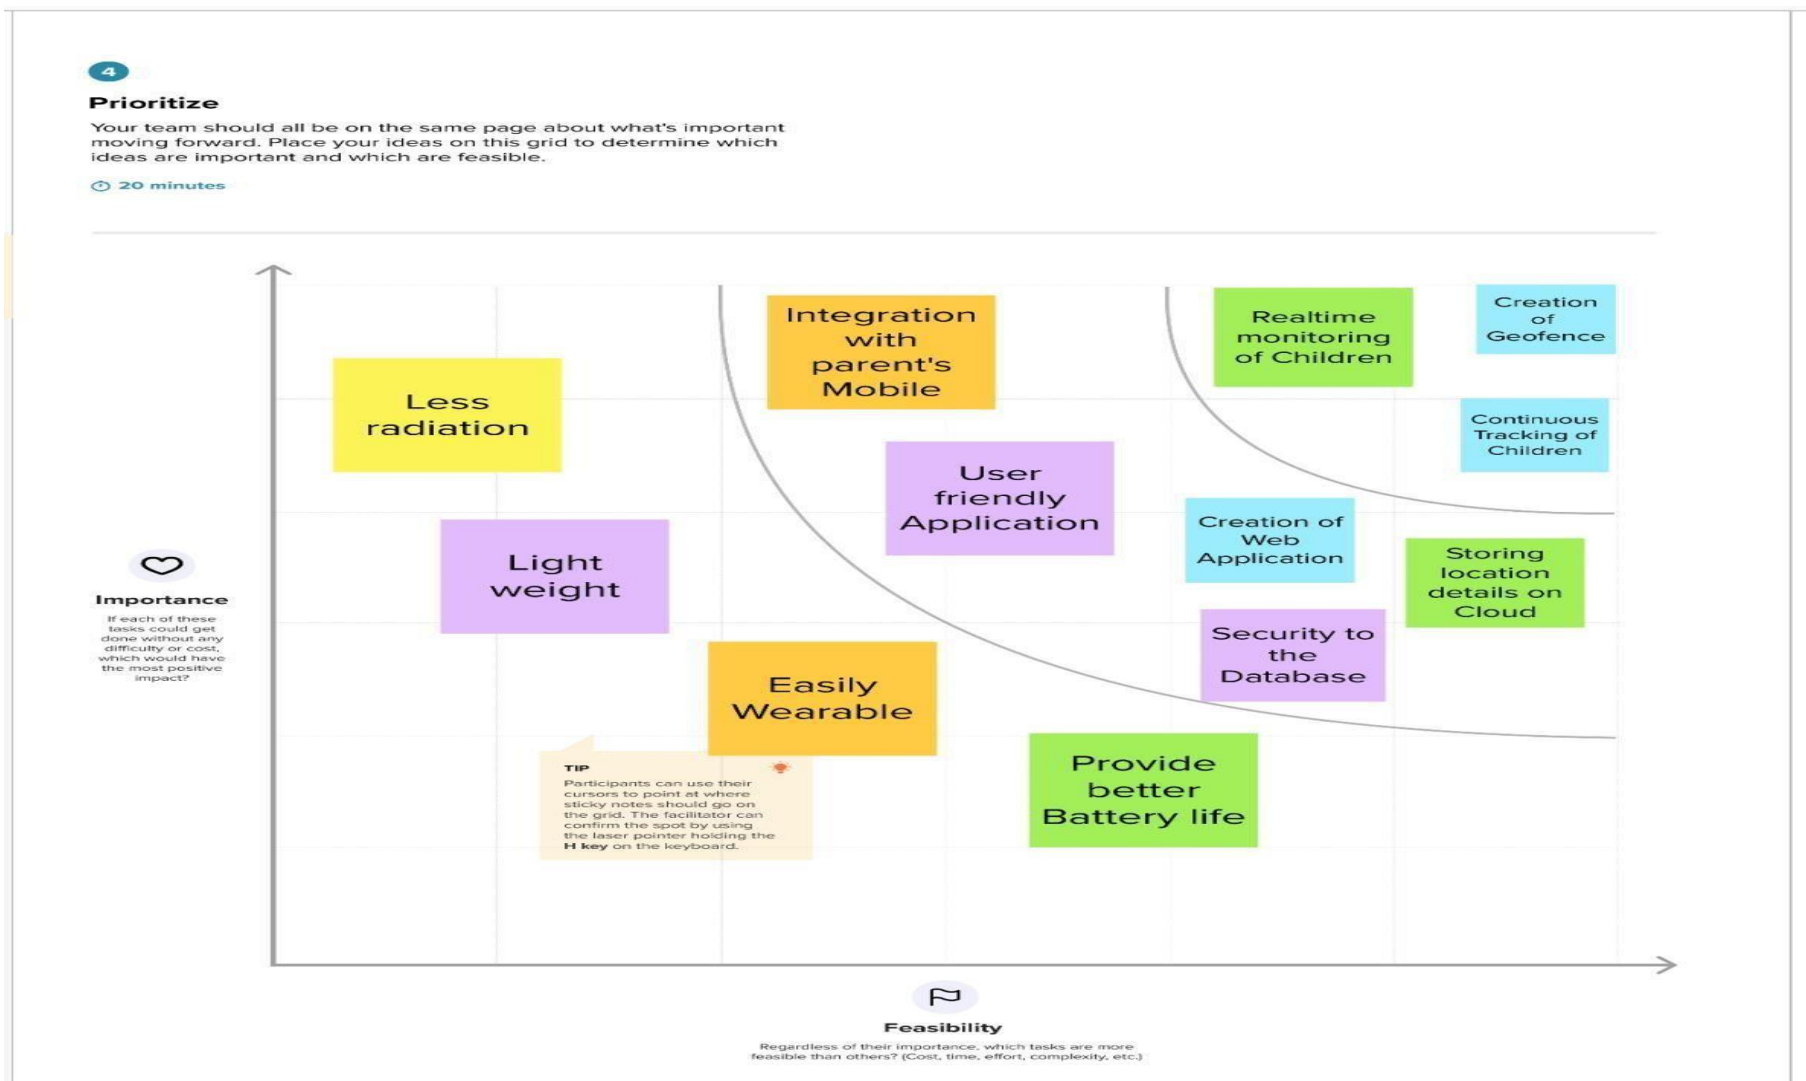 4
Prioritize
Your team should all be on the same page about what's important
moving forward. Place your ideas on this grid to determine which
ideas are important and which are feasible.
20 minutes
Integration
with
parent's
Mobile
Realtime
monitoring
of Children
Creation
of
Geofence
Less
radiation
Continuous
Tracking of
Children
User
friendly
Application
Creation of
Web
Application
Light
weight
Storing
location
details on
Cloud
Importance
If each of these
tasks could get
done without any
difficulty or cost,
which would have
the most positive
impact?
Security to
the
Database
Easily
Wearable
Provide
better
Battery life
TIP
Participants can use their
cursors to point at where
sticky notes should go on
the grid. The facilitator can
confirm the spot by using
the laser pointer holding the
H key on the keyboard.
Feasibility
Regardless of their importance, which tasks are more
feasible than others? (Cost, time, effort, complexity, etc.)